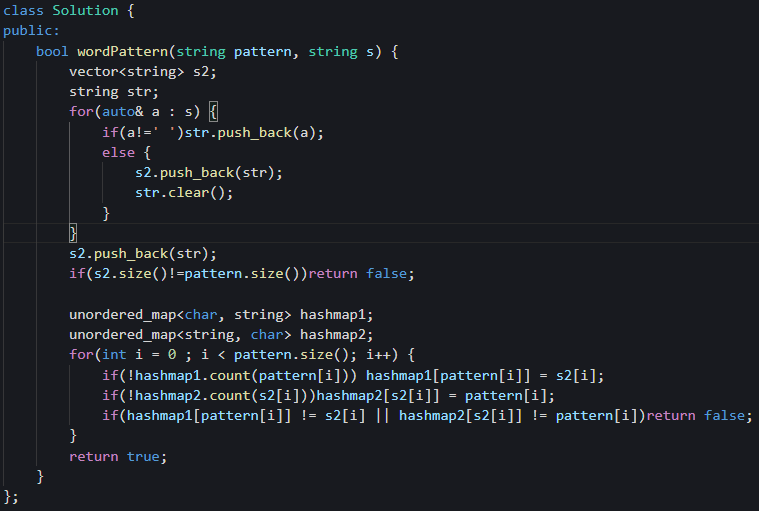 class Solution {
public:
    bool wordPattern(string pattern, string s) {
        vector<string> s2;
        string str;
        for(auto& a : s) {
            if(a!=' ')str.push_back(a);
            else {
                s2.push_back(str);
                str.clear();
            }
        }
        s2.push_back(str);
        if(s2.size()!=pattern.size())return false;

        unordered_map<char, string> hashmap1;
        unordered_map<string, char> hashmap2;
        for(int i = 0 ; i < pattern.size(); i++) {
            if(!hashmap1.count(pattern[i])) hashmap1[pattern[i]] = s2[i];
            if(!hashmap2.count(s2[i]))hashmap2[s2[i]] = pattern[i];
            if(hashmap1[pattern[i]] != s2[i] || hashmap2[s2[i]] != pattern[i])return false;
        }
        return true;
    }
};